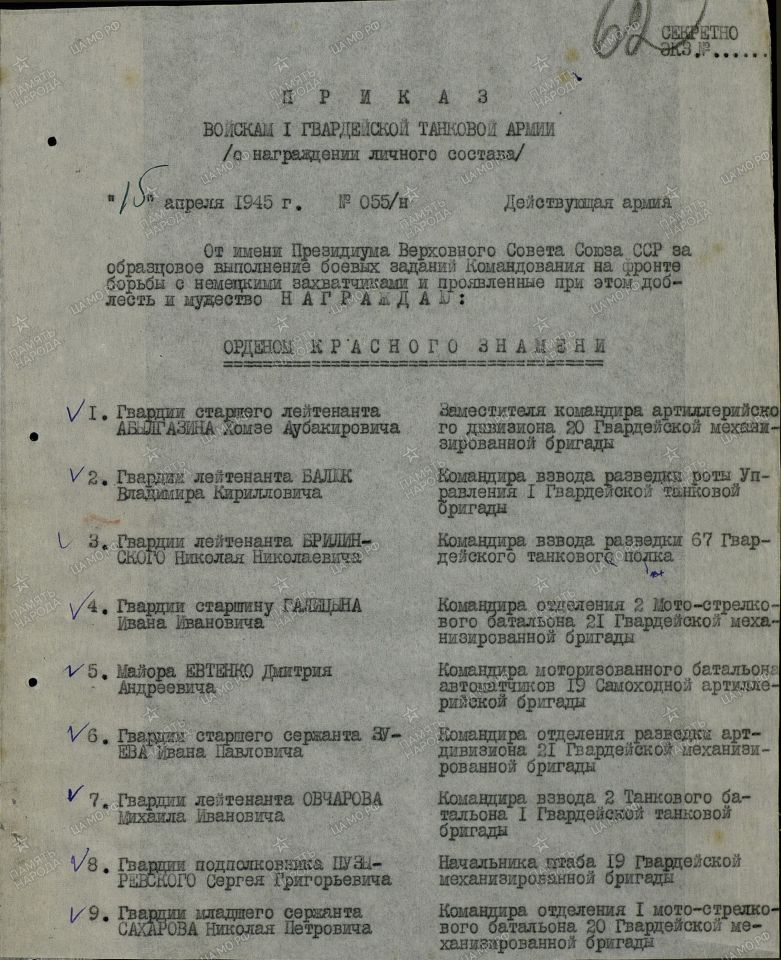 62
СЕКРЕТНО
ЭКЗ.№......
П Р И К А З
ВОЙСКАМ I ГВАРДЕЙСКОЙ ТАНКОВОЙ АРМИИ
/о награждении личного состава/
"15" апреля 1945 г. № 055/н Действующая армия
От имени Президиума Верховного Совета Союза ССР за
образцовое выполнение боевых заданий Командования на фронте
борьбы с немецкими захватчиками и проявленные при этом доб-
лесть и мужество Н А Г Р А Ж Д А Ю :
ОРДЕНОМ К Р А С Н О Г О З Н А М Е Н И
1. Гвардии старшего лейтенанта Заместителя командира артиллерийско
АБЫЛГАЗИНА Хомзе Аубакировича го дивизиона 20 Гвардейской механи-
зированной бригады
2. Гвардии лейтенанта БАЛЮК Командира взвода разведки роты Уп-
Владимира Кирилловича равления I Гвардейской танковой
бригады
3. Гвардии лейтенанта БРИЛИН- Командира взвода разведки 67 Гвар-
СКОГО Николая Николаевича дейского танкового полка
4. Гвардии старшину ГАЛИЦЫНА Командира отделения 2 Мото-стрелко-
Ивана Ивановича вого батальона 21 Гвардейской меха-
низированной бригады
5. Майора ЕВТЕНКО Дмитрия Командира моторизованного батальона
Андреевича автоматчиков 19 Самоходной артилле-
рийской бригады
6. Гвардии старшего сержанта ЗУ- Командира отделения разведки арт-
ЕВА Ивана Павловича дивизиона 21 Гвардейской механизи-
рованной бригады
7. Гвардии лейтенанта ОВЧАРОВА Командира взвода 2 Танкового ба-
Михаила Ивановича тальона I Гвардейской танковой
бригады
8. Гвардии подполковника ПУЗЫ- Начальника штаба 19 Гвардейской
РЕВСКОГО Сергея Григорьевича механизированной бригады
9. Гвардии младшего сержанта Командира отделения I мото-стрелко-
САХАРОВА Николая Петровича вого батальона 20 Гвардейской ме-
ханизированной бригады
ПАМЯТЬ НАРОДА
ЦАМО.РФ